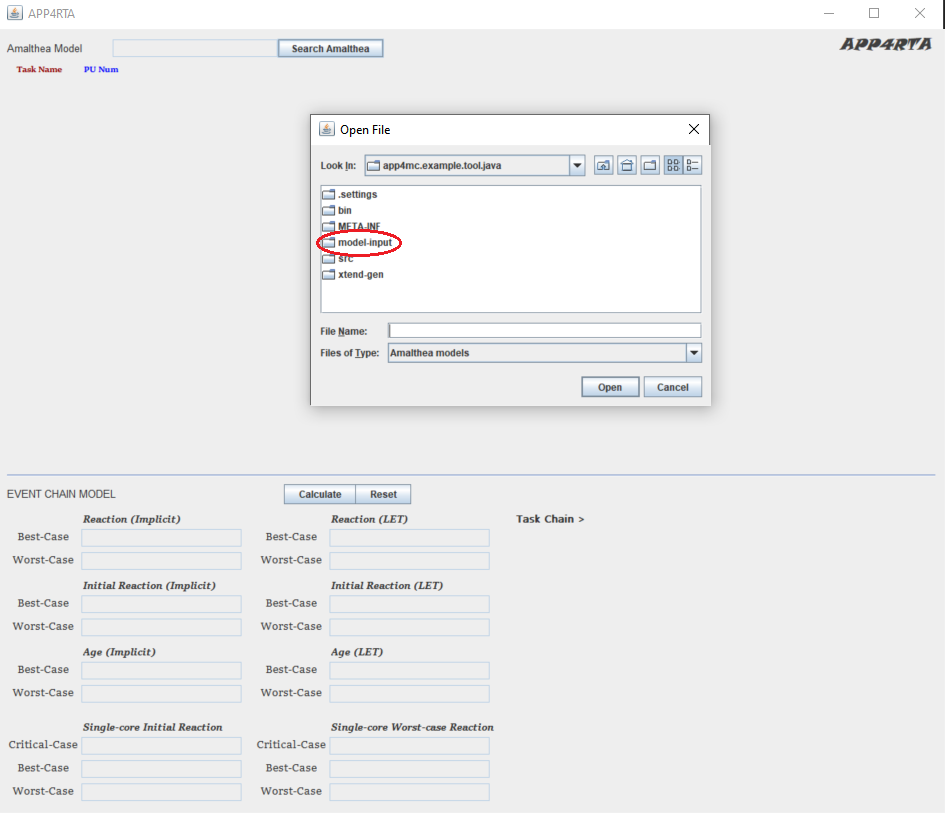 APP4RTA
Amalthea Model
Search Amalthea
APP4RTA
Task Name
PU Num
Open File
Look In:
app4mc.example.tool.java
.settings
bin
META-INF
model-input
src
xtend-gen
File Name:
Files of Type:
Amalthea models
Open
Cancel
EVENT CHAIN MODEL
Calculate
Reset
Reaction (Implicit)
Reaction (LET)
Task Chain >
Best-Case
Best-Case
Worst-Case
Worst-Case
Initial Reaction (Implicit)
Initial Reaction (LET)
Best-Case
Best-Case
Worst-Case
Worst-Case
Age (Implicit)
Age (LET)
Best-Case
Best-Case
Worst-Case
Worst-Case
Single-core Initial Reaction
Single-core Worst-case Reaction
Critical-Case
Critical-Case
Best-Case
Best-Case
Worst-Case
Worst-Case